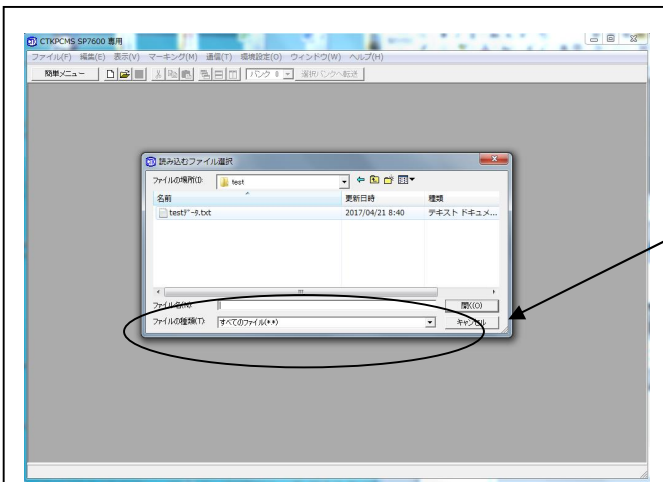 CTKPCMS SP7600 専用
ファイル(F) 編集(E) 表示(V) マーキング(M) 通信(T) 環境設定(O) ウィンドウ(W) ヘルプ(H)
簡単メニュー バンク 0 選択バンクへ転送
読み込むファイル選択
ファイルの場所(I): test
名前 更新日時 種類
testデータ.txt 2017/04/21 8:40 テキスト ドキュメ...
ファイル名(N): 開く(O)
ファイルの種類(T): すべてのファイル(*.*) キャンセル